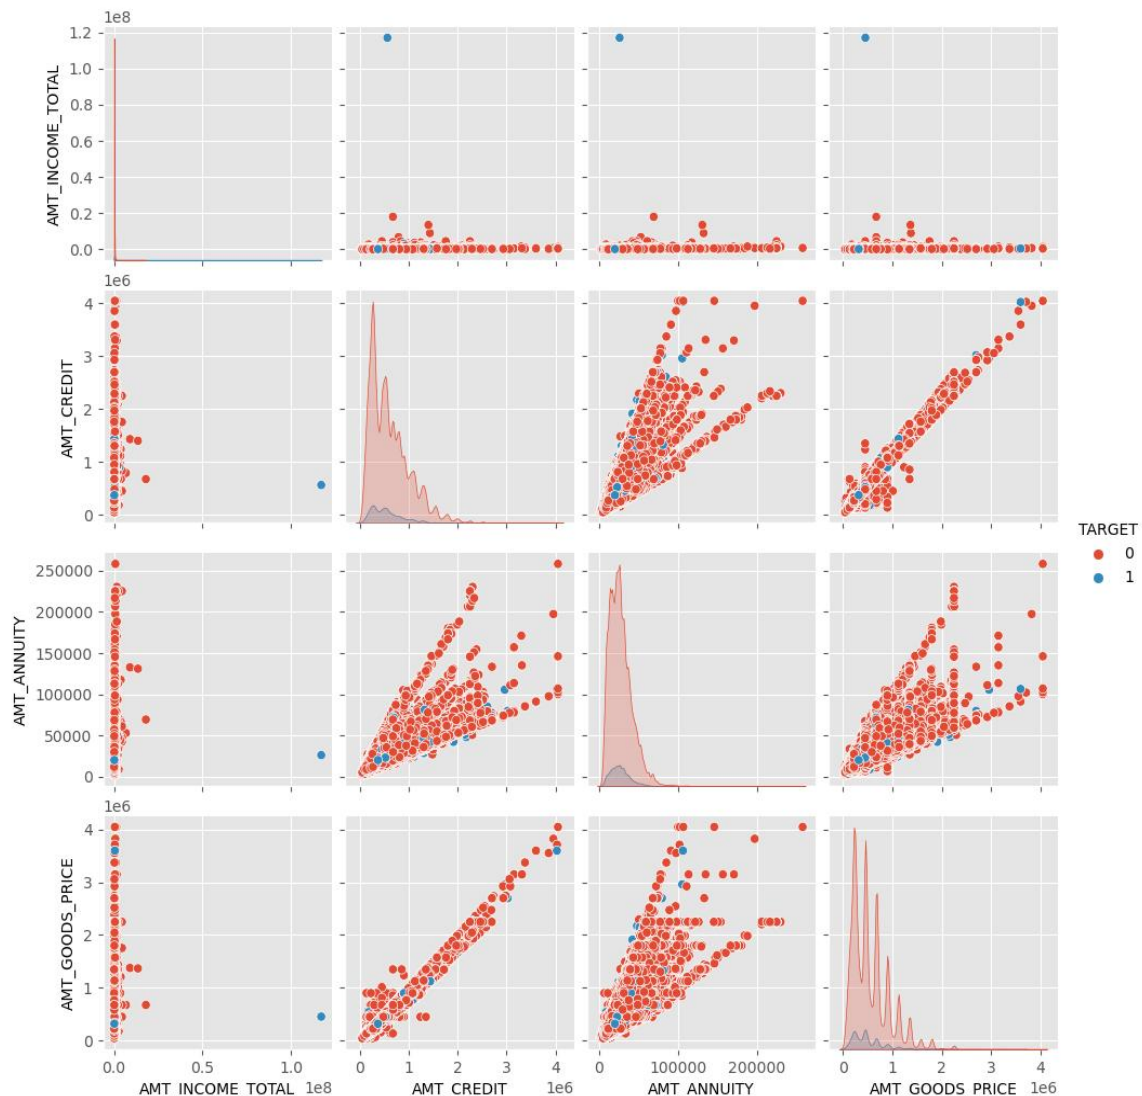 1e8
1.2
1.0
0.8
0.6
0.4
0.2
0.0
AMT_INCOME_TOTAL
1e6
4
3
2
1
0
AMT_CREDIT
TARGET
0
1
250000
200000
150000
100000
50000
0
AMT_ANNUITY
1e6
4
3
2
1
0
AMT_GOODS_PRICE
0.0 0.5 1.0 0 1 2 3 4 0 100000 200000 0 1 2 3 4
AMT_INCOME_TOTAL 1e8 AMT_CREDIT 1e6 AMT_ANNUITY AMT_GOODS_PRICE 1e6